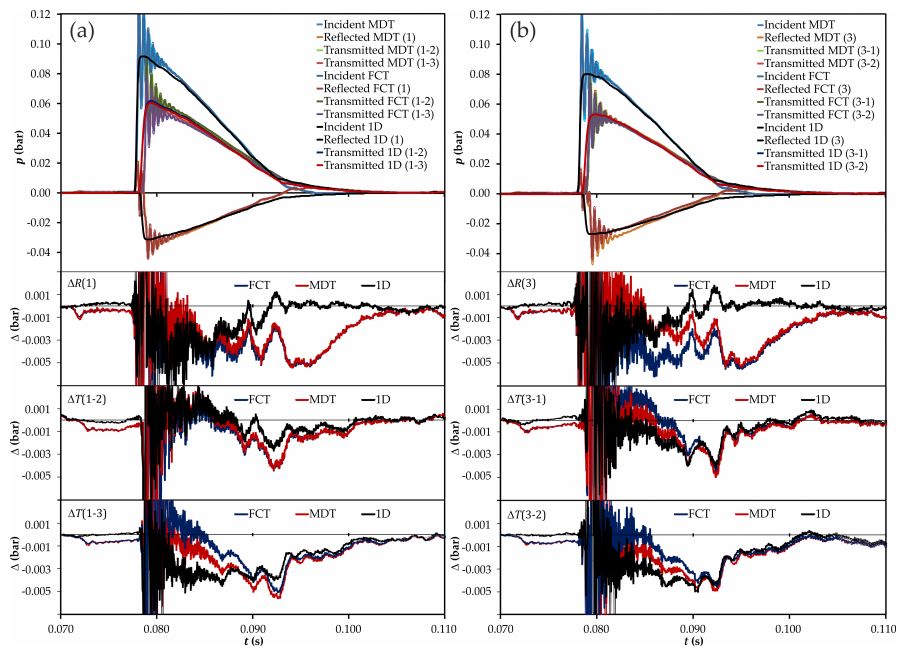 (a)
p (bar)
0.12
0.10
0.08
0.06
0.04
0.02
0.00
-0.02
-0.04
Incident MDT
Reflected MDT (1)
Transmitted MDT (1-2)
Transmitted MDT (1-3)
Incident FCT
Reflected FCT (1)
Transmitted FCT (1-2)
Transmitted FCT (1-3)
Incident 1D
Reflected 1D (1)
Transmitted 1D (1-2)
Transmitted 1D (1-3)
ΔR(1)
FCT MDT 1D
Δ (bar)
0.001
-0.001
-0.003
-0.005
ΔT(1-2)
FCT MDT 1D
Δ (bar)
0.001
-0.001
-0.003
-0.005
ΔT(1-3)
FCT MDT 1D
Δ (bar)
0.001
-0.001
-0.003
-0.005
0.070 0.080 0.090 0.100 0.110
t (s)
(b)
p (bar)
0.12
0.10
0.08
0.06
0.04
0.02
0.00
-0.02
-0.04
Incident MDT
Reflected MDT (3)
Transmitted MDT (3-1)
Transmitted MDT (3-2)
Incident FCT
Reflected FCT (3)
Transmitted FCT (3-1)
Transmitted FCT (3-2)
Incident 1D
Reflected 1D (3)
Transmitted 1D (3-1)
Transmitted 1D (3-2)
ΔR(3)
FCT MDT 1D
Δ (bar)
0.001
-0.001
-0.003
-0.005
ΔT(3-1)
FCT MDT 1D
Δ (bar)
0.001
-0.001
-0.003
-0.005
ΔT(3-2)
FCT MDT 1D
Δ (bar)
0.001
-0.001
-0.003
-0.005
0.070 0.080 0.090 0.100 0.110
t (s)